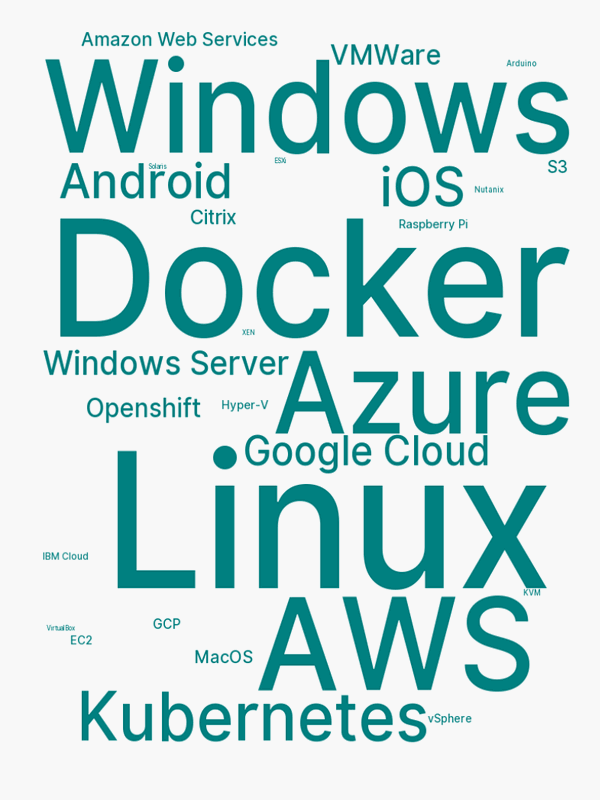 Amazon Web Services
VMWare
Arduino
Windows
Solaris
ESXi
S3
Android
iOS
Nutanix
Citrix
Raspberry Pi
Docker
XEN
Windows Server
Azure
Openshift
Hyper-V
Google Cloud
Linux
IBM Cloud
KVM
AWS
VirtualBox
GCP
EC2
MacOS
Kubernetes
vSphere